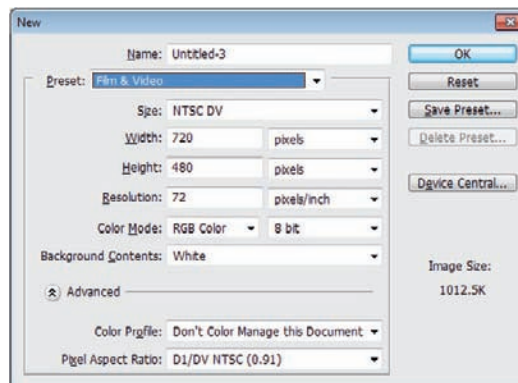 New
Name: Untitled-3
OK
Preset: Film & Video
Reset
Size: NTSC DV
Save Preset...
Width: 720 pixels
Delete Preset...
Height: 480 pixels
Resolution: 72 pixels/inch
Device Central...
Color Mode: RGB Color 8 bit
Background Contents: White
Image Size:
Advanced
1012.5K
Color Profile: Don't Color Manage this Document
Pixel Aspect Ratio: D1/DV NTSC (0.91)